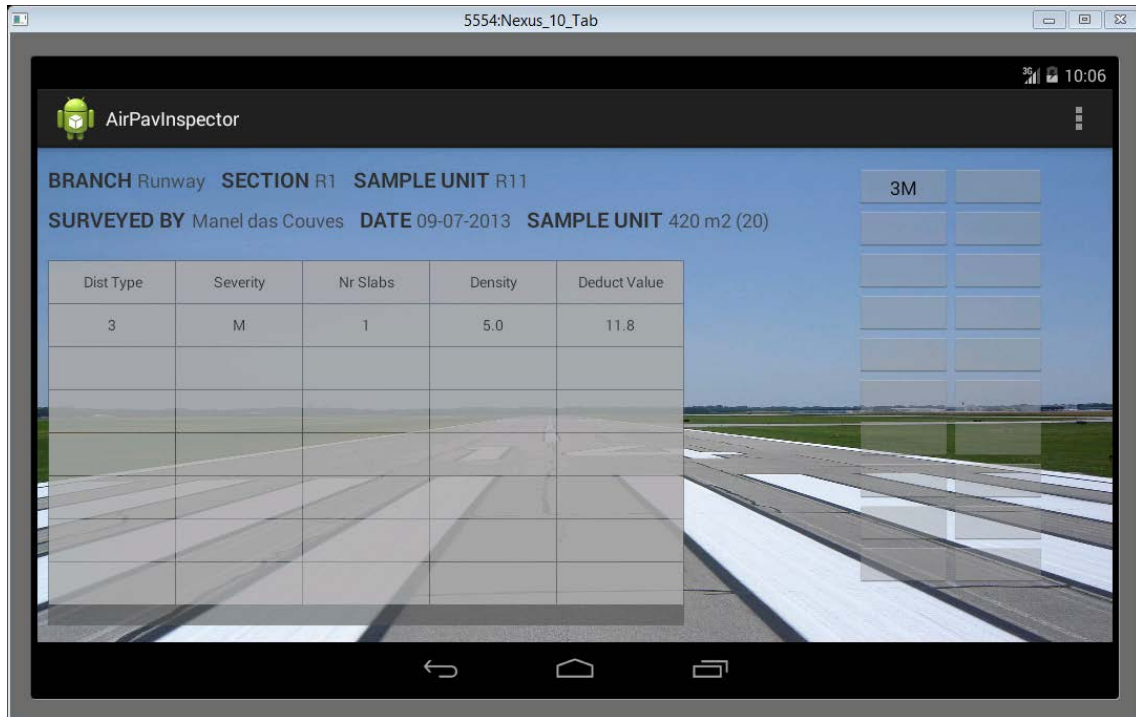 5554:Nexus_10_Tab
3G 10:06
AirPavInspector
BRANCH Runway SECTION R1 SAMPLE UNIT R11
SURVEYED BY Manel das Couves DATE 09-07-2013 SAMPLE UNIT 420 m2 (20)
3M
Dist Type Severity Nr Slabs Density Deduct Value
3 M 1 5.0 11.8